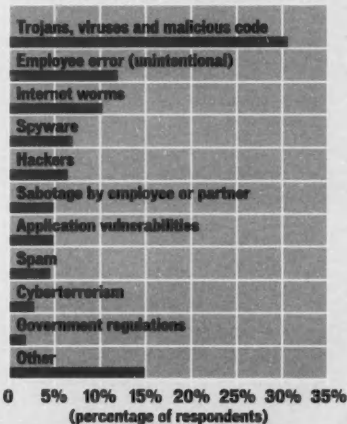 Trojans, viruses and malicious code
Employee error (unintentional)
Internet worms
Spyware
Hackers
Sabotage by employee or partner
Application vulnerabilities
Spam
Cyberterrorism
Government regulations
Other
0 5% 10% 15% 20% 25% 30% 35%
(percentage of respondents)